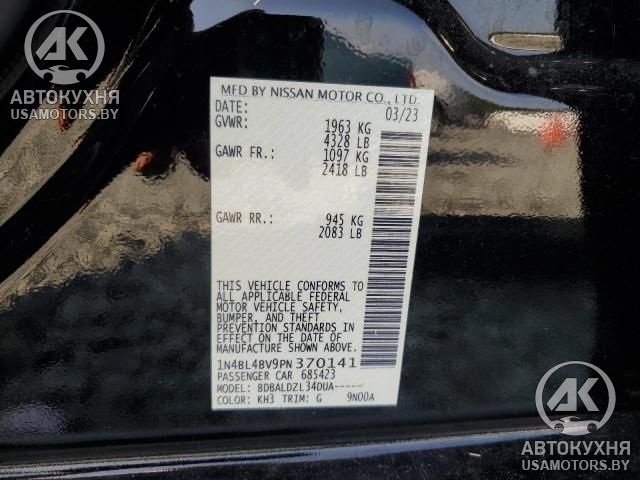 AK
АВТОКУХНЯ
USAMOTORS.BY
MFD BY NISSAN MOTOR CO., LTD.
DATE: 03/23
GVWR: 1963 KG
4328 LB
GAWR FR: 1097 KG
2418 LB
GAWR RR.: 945 KG
2083 LB
THIS VEHICLE CONFORMS TO
ALL APPLICABLE FEDERAL
MOTOR VEHICLE SAFETY,
BUMPER, AND THEFT
PREVENTION STANDARDS IN
EFFECT ON THE DATE OF
MANUFACTURE SHOWN ABOVE.
1N4BL4BV9PN370141
PASSENGER CAR 685423
MODEL: BDBALDZL34DUA-----
COLOR: KH3 TRIM: G 9N00A
AK
АВТОКУХНЯ
USAMOTORS.BY